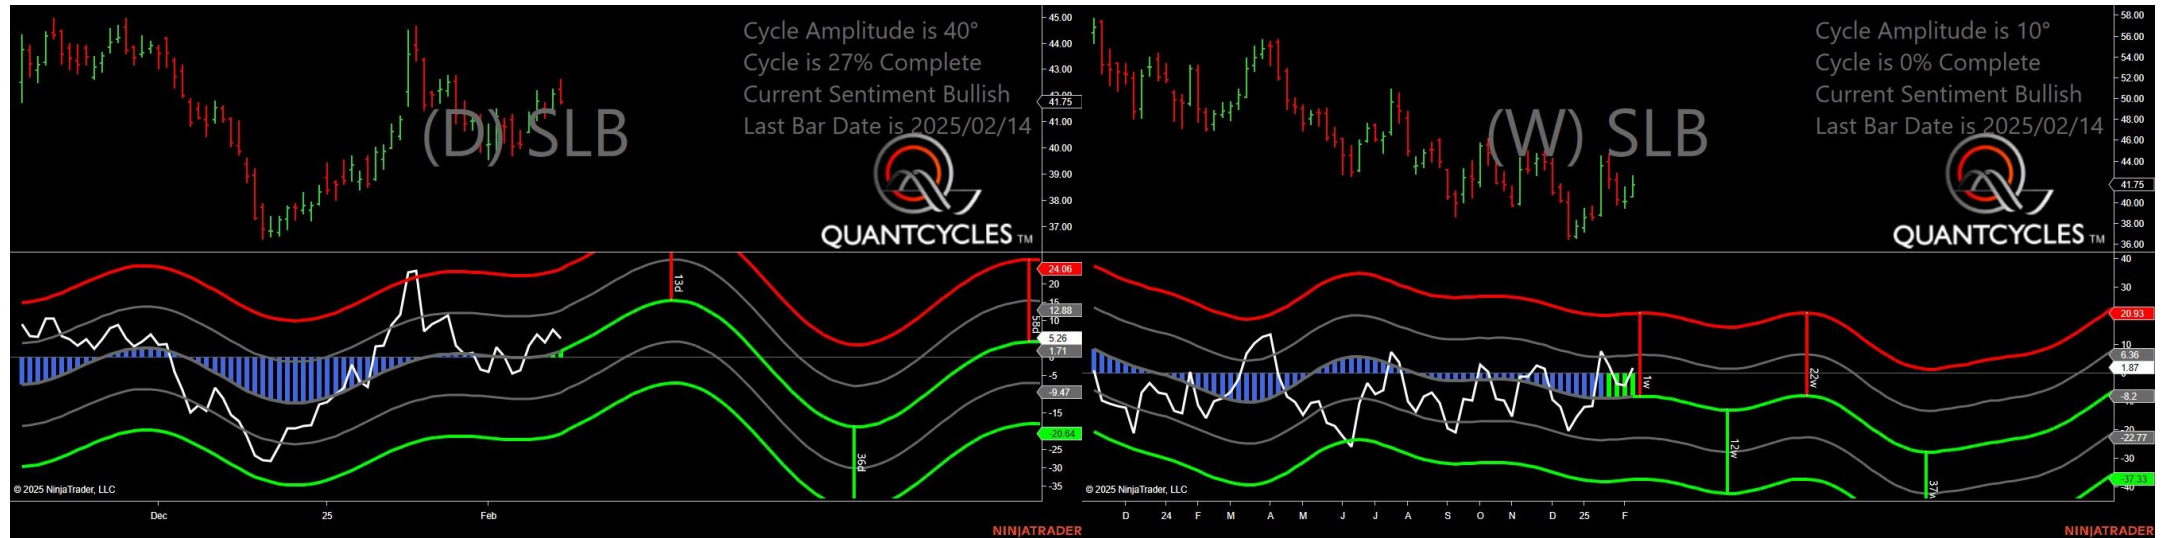 Cycle Amplitude is 40°
Cycle is 27% Complete
Current Sentiment Bullish
Last Bar Date is 2025/02/14
(D) SLB
QUANTCYCLES TM
45.00
44.00
43.00
42.00
41.75
41.00
40.00
39.00
38.00
37.00
24.06
20
15
12.88
10
5.26
1.71
0
-5
-9.47
-15
-20.64
-25
-30
-35
13d
36d
58d
© 2025 NinjaTrader, LLC
Dec 25 Feb
NINJATRADER
Cycle Amplitude is 10°
Cycle is 0% Complete
Current Sentiment Bullish
Last Bar Date is 2025/02/14
(W) SLB
QUANTCYCLES TM
58.00
56.00
54.00
52.00
50.00
48.00
46.00
44.00
41.75
40.00
38.00
36.00
40
30
20.93
10
6.36
1.87
-8.2
-20
-22.77
-30
-37.33
-40
1w
12w
22w
37w
© 2025 NinjaTrader, LLC
D 24 F M A M J J A S O N D 25 F
NINJATRADER